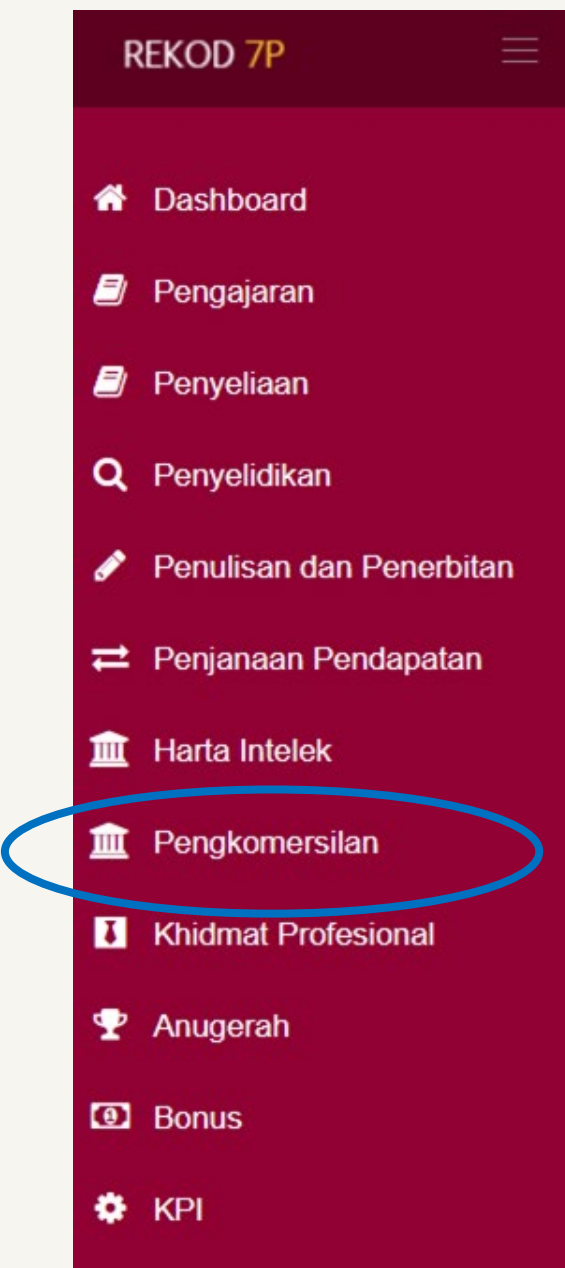 REKOD 7P
Dashboard
Pengajaran
Penyeliaan
Penyelidikan
Penulisan dan Penerbitan
Penjanaan Pendapatan
Harta Intelek
Pengkomersilan
Khidmat Profesional
Anugerah
Bonus
KPI